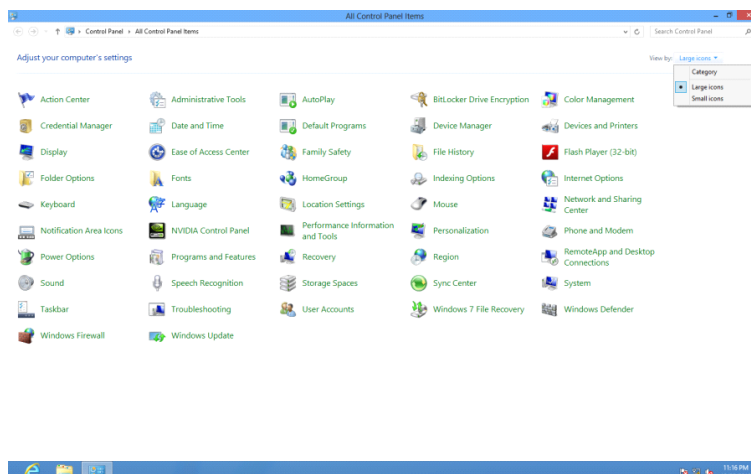 All Control Panel Items
Control Panel
All Control Panel Items
Search Control Panel
Adjust your computer's settings
View by: Large icons
Category
Large icons
Small icons
Action Center
Administrative Tools
AutoPlay
BitLocker Drive Encryption
Color Management
Credential Manager
Date and Time
Default Programs
Device Manager
Devices and Printers
Display
Ease of Access Center
Family Safety
File History
Flash Player (32-bit)
Folder Options
Fonts
HomeGroup
Indexing Options
Internet Options
Keyboard
Language
Location Settings
Mouse
Network and Sharing
Center
Notification Area Icons
NVIDIA Control Panel
Performance Information
and Tools
Personalization
Phone and Modem
Power Options
Programs and Features
Recovery
Region
RemoteApp and Desktop
Connections
Sound
Speech Recognition
Storage Spaces
Sync Center
System
Taskbar
Troubleshooting
User Accounts
Windows 7 File Recovery
Windows Defender
Windows Firewall
Windows Update
11:16 PM